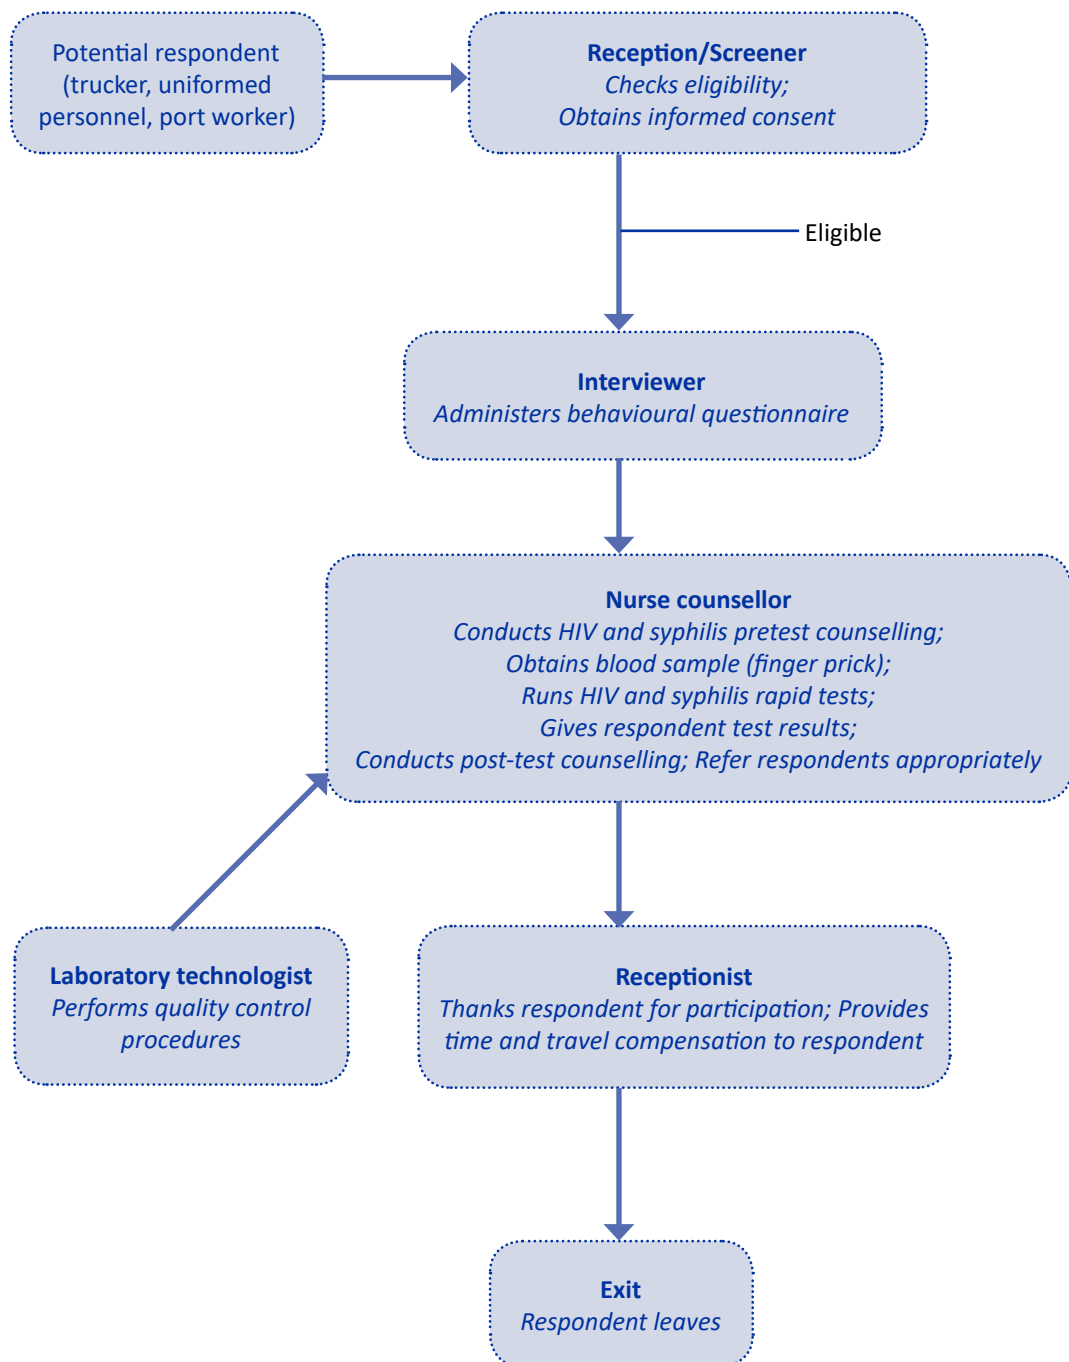 Potential respondent
(trucker, uniformed
personnel, port worker)
Reception/Screener
Checks eligibility;
Obtains informed consent
Eligible
Interviewer
Administers behavioural questionnaire
Nurse counsellor
Conducts HIV and syphilis pretest counselling;
Obtains blood sample (finger prick);
Runs HIV and syphilis rapid tests;
Gives respondent test results;
Conducts post-test counselling; Refer respondents appropriately
Laboratory technologist
Performs quality control
procedures
Receptionist
Thanks respondent for participation; Provides
time and travel compensation to respondent
Exit
Respondent leaves